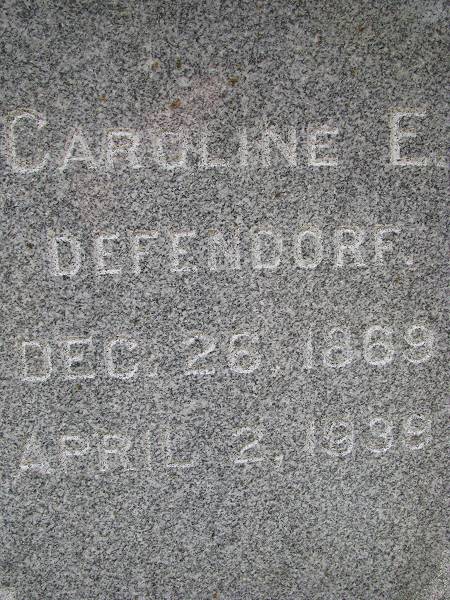 CAROLINE E.
DEFENDORF.
DEC. 26, 1869
APRIL 2, 1939